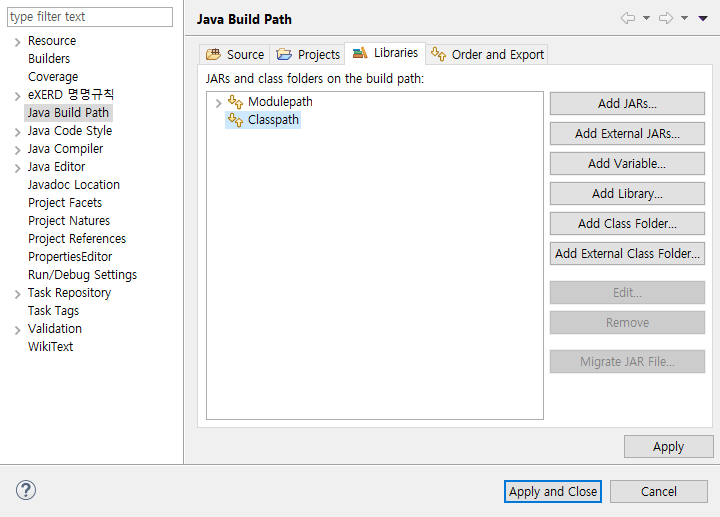 type filter text
Resource
Builders
Coverage
eXERD 명명규칙
Java Build Path
Java Code Style
Java Compiler
Java Editor
Javadoc Location
Project Facets
Project Natures
Project References
PropertiesEditor
Run/Debug Settings
Task Repository
Task Tags
Validation
WikiText
Java Build Path
Source Projects Libraries Order and Export
JARs and class folders on the build path:
Modulepath
Classpath
Add JARs...
Add External JARs...
Add Variable...
Add Library...
Add Class Folder...
Add External Class Folder...
Edit...
Remove
Migrate JAR File...
Apply
?
Apply and Close Cancel